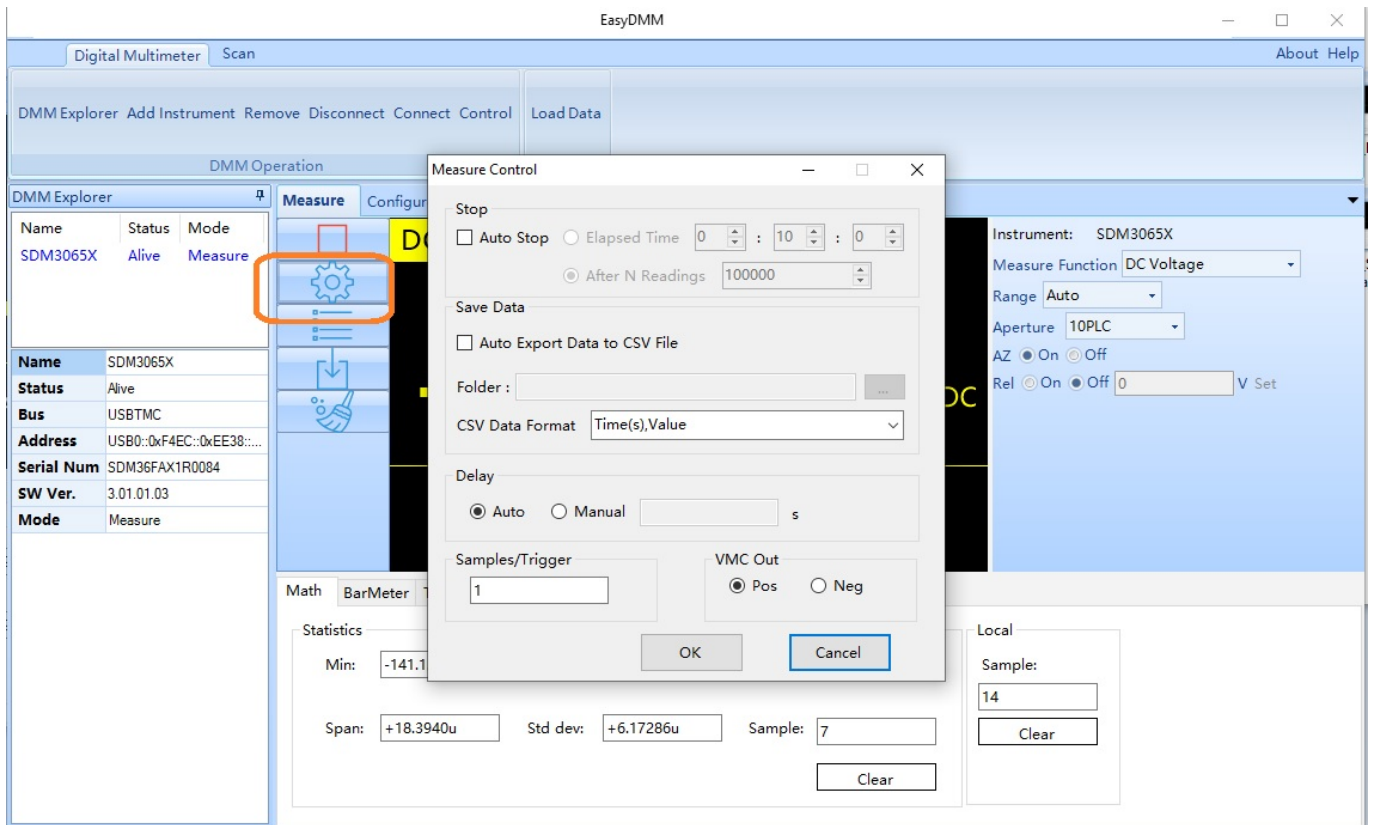 EasyDMM
Digital Multimeter Scan About Help
DMM Explorer Add Instrument Remove Disconnect Connect Control Load Data
DMM Operation
DMM Explorer
Name Status Mode
SDM3065X Alive Measure
Name SDM3065X
Status Alive
Bus USBTMC
Address USB0::0xF4EC::0xEE38::...
Serial Num SDM36FAX1R0084
SW Ver. 3.01.01.03
Mode Measure
Measure Configur
DC
DC
Measure Control
Stop
Auto Stop Elapsed Time 0 : 10 : 0
After N Readings 100000
Save Data
Auto Export Data to CSV File
Folder : ...
CSV Data Format Time(s),Value
Delay
Auto Manual s
Samples/Trigger VMC Out
1 Pos Neg
OK Cancel
Instrument: SDM3065X
Measure Function DC Voltage
Range Auto
Aperture 10PLC
AZ On Off
Rel On Off 0 V Set
Math BarMeter
Statistics
Min: -141.1
Span: +18.3940u Std dev: +6.17286u Sample: 7
Clear
Local
Sample:
14
Clear